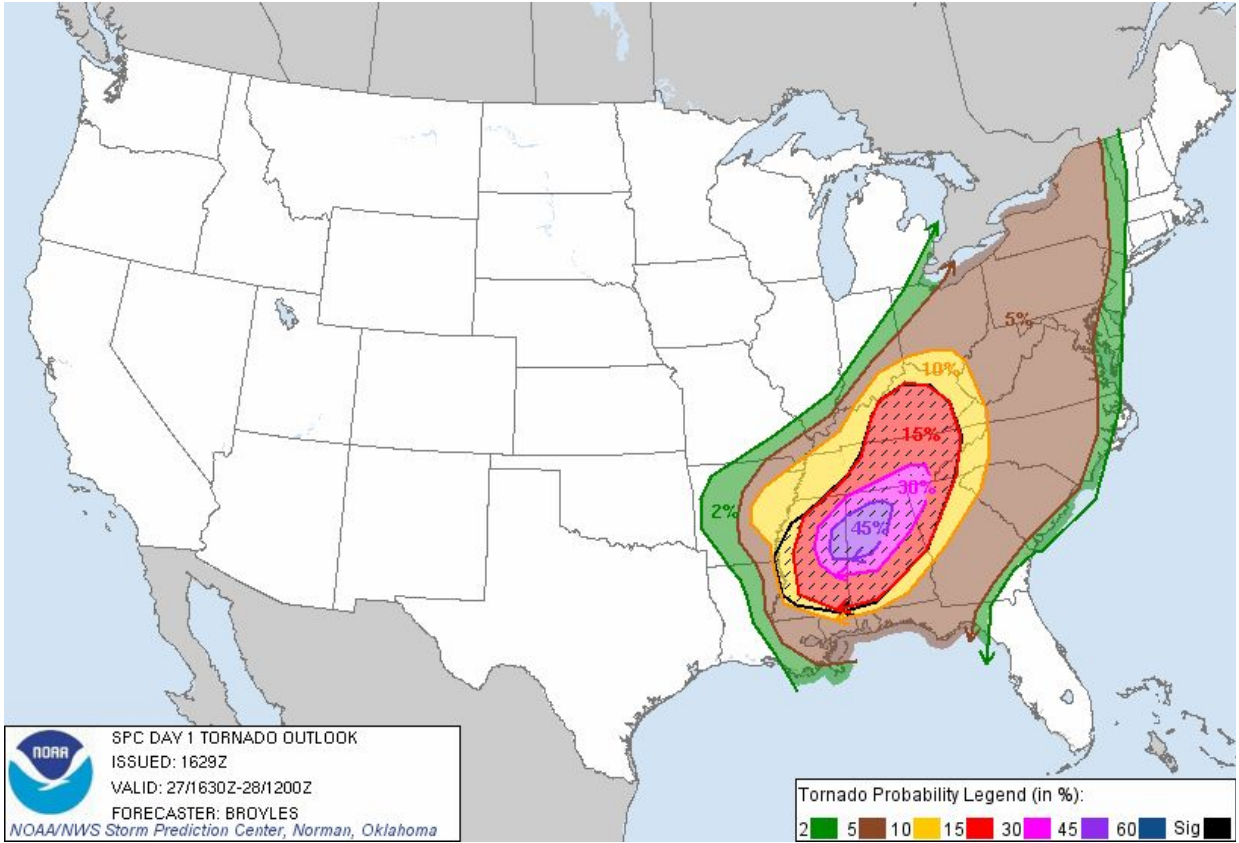 5%
10%
15%
30%
2%
45%
NOAA
SPC DAY 1 TORNADO OUTLOOK
ISSUED: 1629Z
VALID: 27/1630Z-28/1200Z
FORECASTER: BROYLES
NOAA/NWS Storm Prediction Center, Norman, Oklahoma
Tornado Probability Legend (in %):
2 5 10 15 30 45 60 Sig